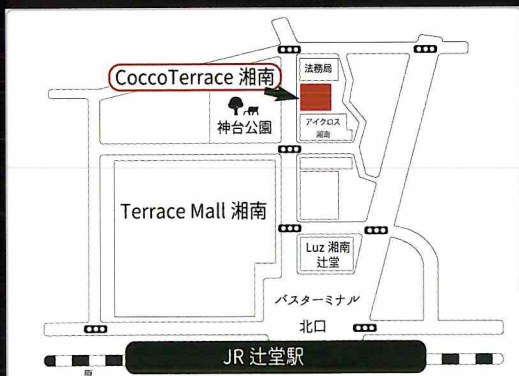 法務局
CoccoTerrace 湘南
アイクロス
湘南
神台公園
Terrace Mall 湘南
Luz 湘南
辻堂
バスターミナル
北口
JR 辻堂駅